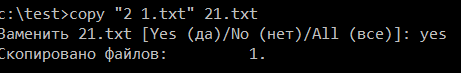 c:\test>copy "2 1.txt" 21.txt
Заменить 21.txt [Yes (да)/No (нет)/All (все)]: yes
Скопировано файлов:         1.